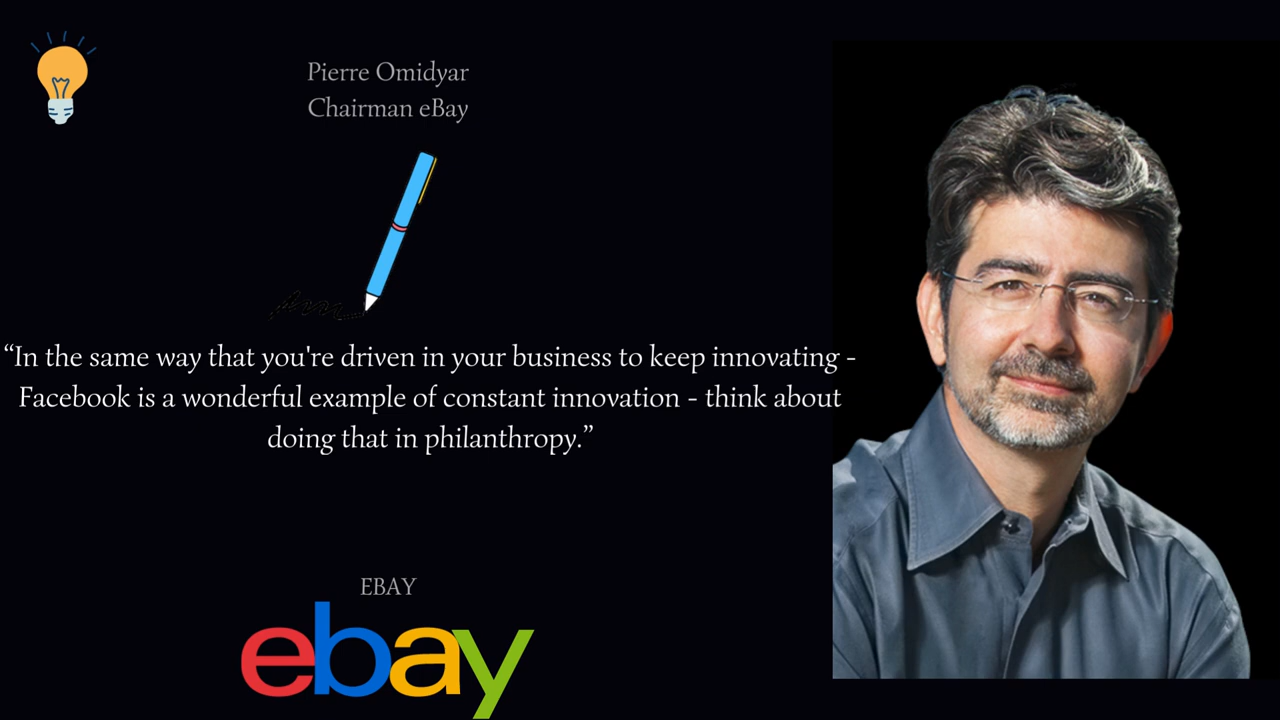 Pierre Omidyar
Chairman eBay
“In the same way that you're driven in your business to keep innovating -
Facebook is a wonderful example of constant innovation - think about
doing that in philanthropy.”
EBAY
ebay